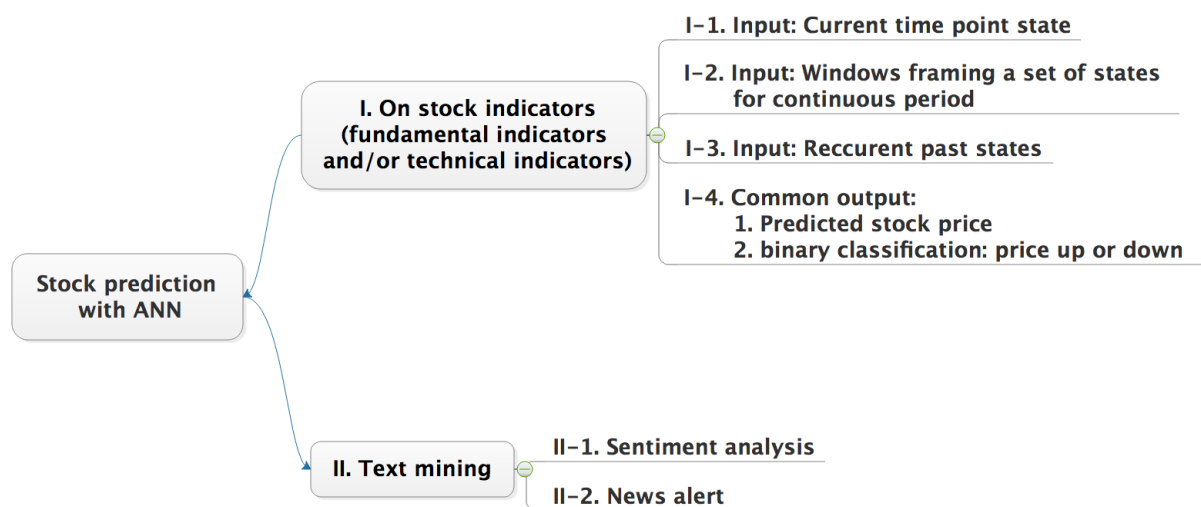 Stock prediction
with ANN
I. On stock indicators
(fundamental indicators
and/or technical indicators)
I-1. Input: Current time point state
I-2. Input: Windows framing a set of states
for continuous period
I-3. Input: Reccurent past states
I-4. Common output:
1. Predicted stock price
2. binary classification: price up or down
II. Text mining
II-1. Sentiment analysis
II-2. News alert